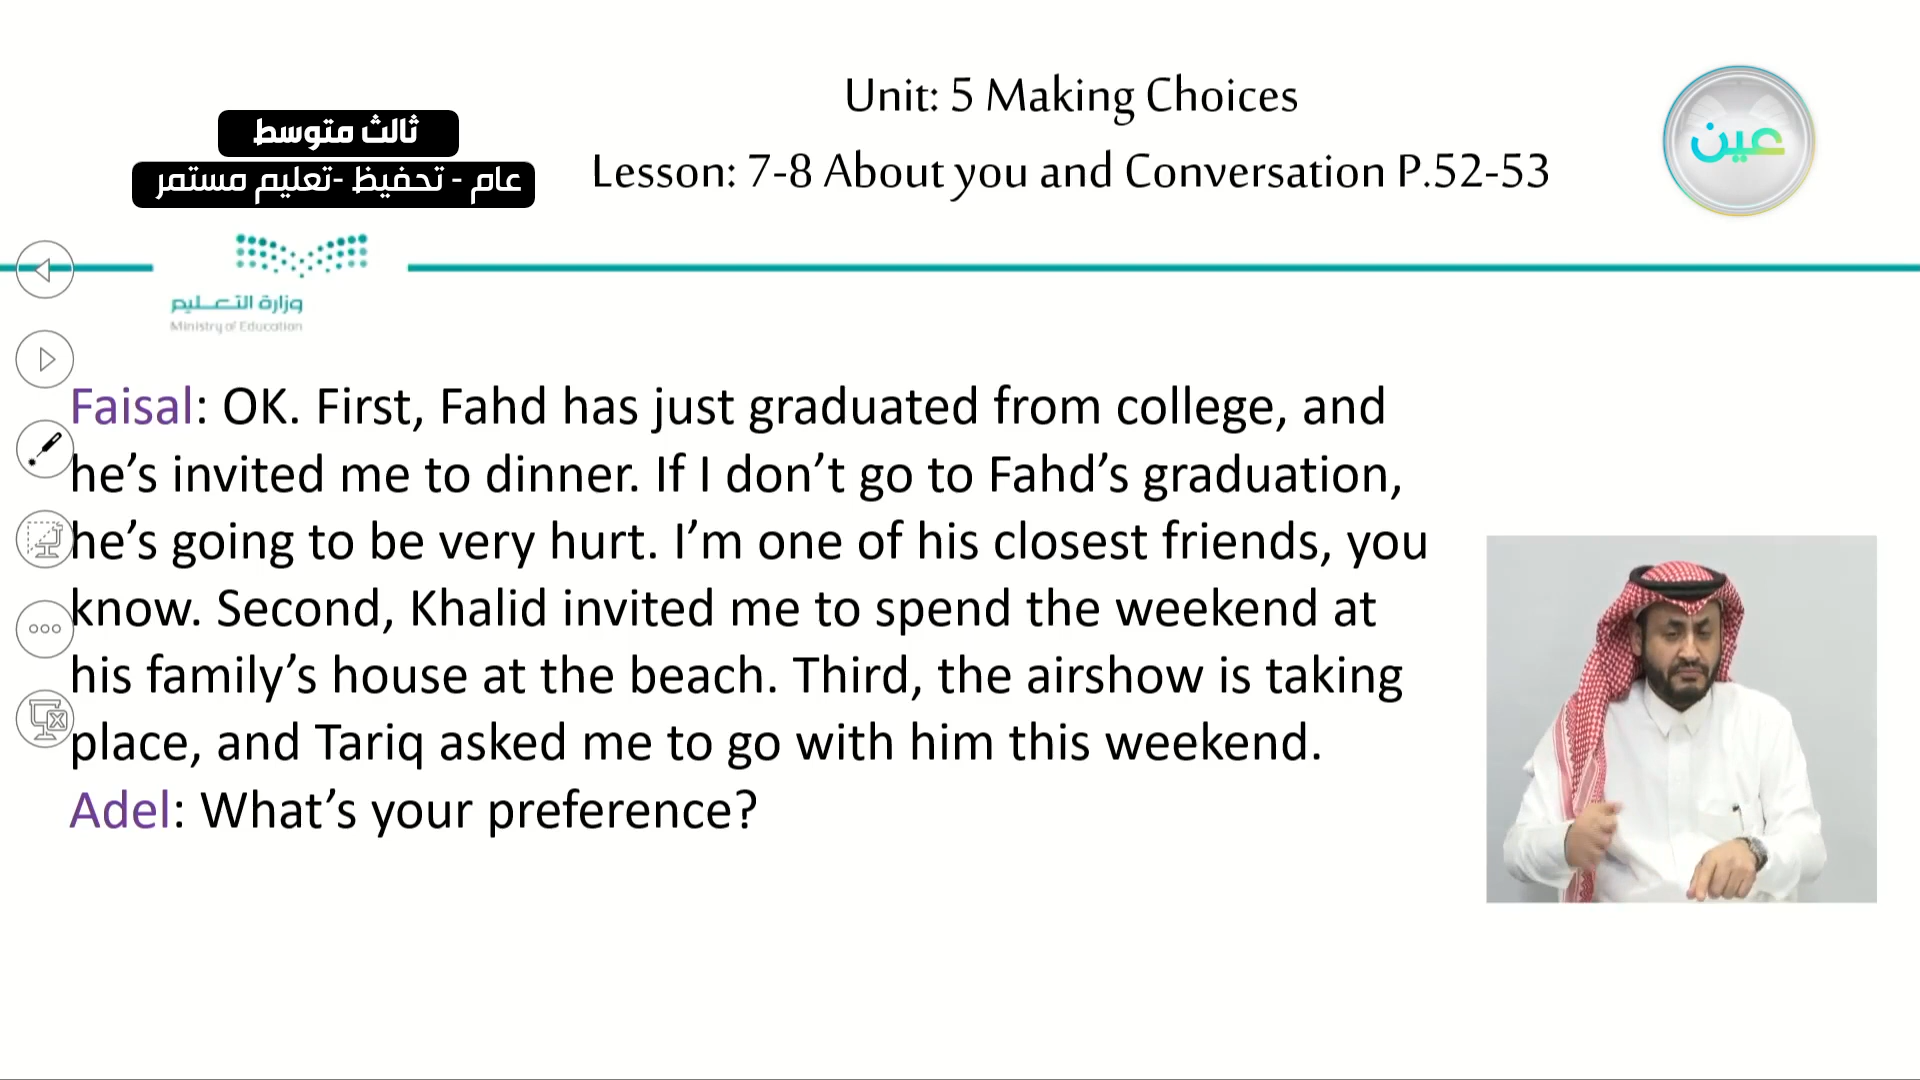 Unit: 5 Making Choices
Lesson: 7-8 About you and Conversation P.52-53
ثالث متوسط
عام - تحفيظ -تعليم مستمر
عين
وزارة التعليم
Ministry of Education
Faisal: OK. First, Fahd has just graduated from college, and
he’s invited me to dinner. If I don’t go to Fahd’s graduation,
he’s going to be very hurt. I’m one of his closest friends, you
know. Second, Khalid invited me to spend the weekend at
his family’s house at the beach. Third, the airshow is taking
place, and Tariq asked me to go with him this weekend.
Adel: What’s your preference?